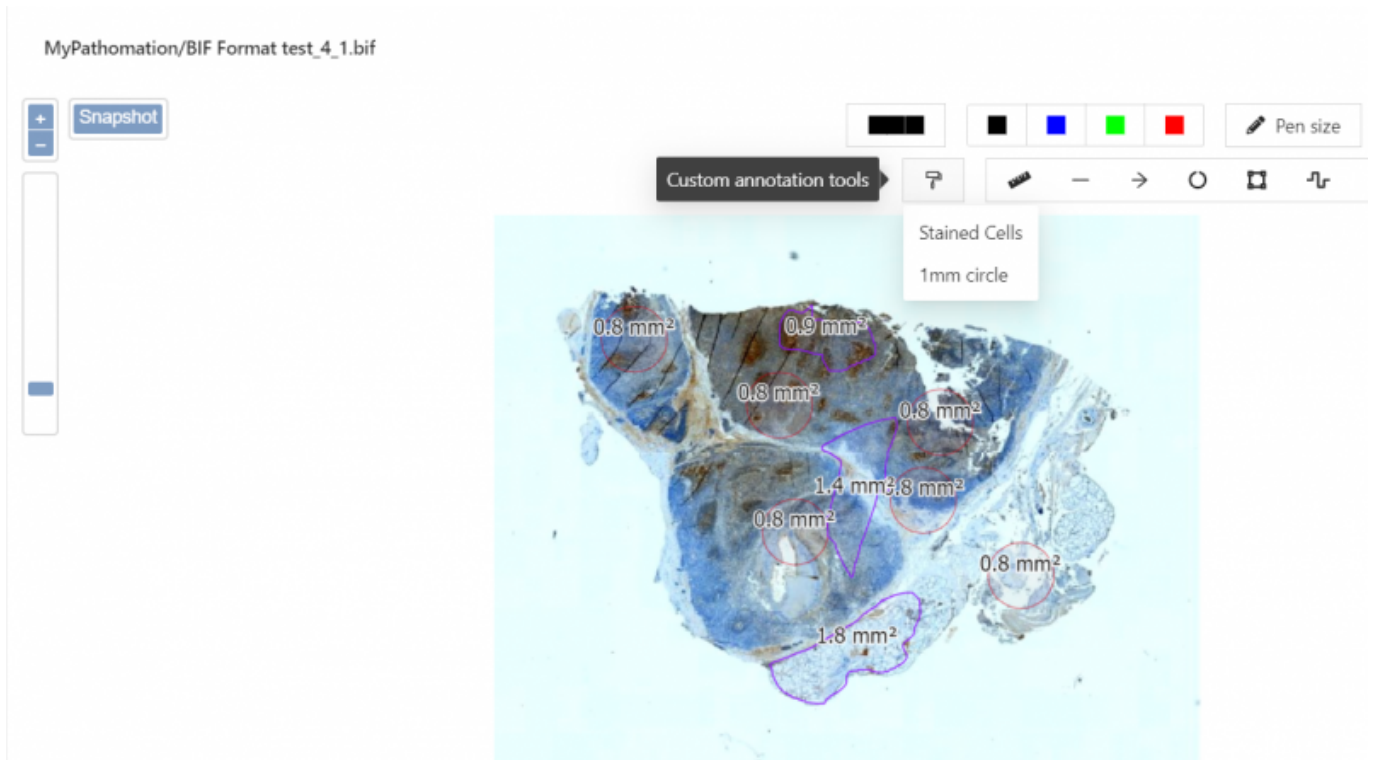 MyPathomation/BIF Format test_4_1.bif
+
Snapshot
−
Pen size
Custom annotation tools
Stained Cells
1mm circle
0.8 mm²
0.9 mm²
0.8 mm²
0.8 mm²
1.4 mm²
.8 mm²
0.8 mm²
0.8 mm²
1.8 mm²